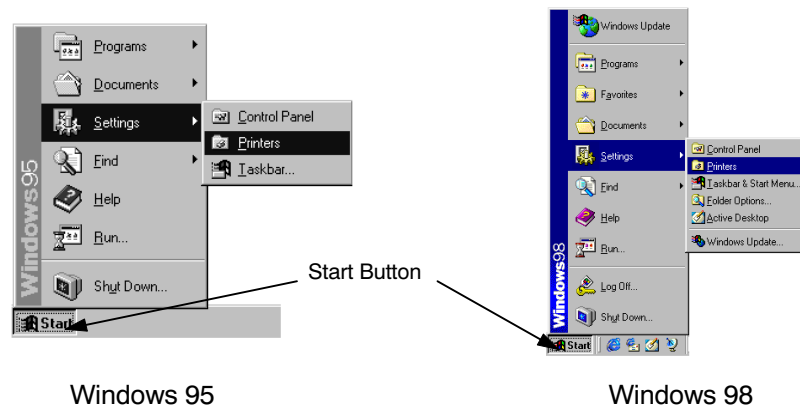 Programs
Documents
Settings
Find
Help
Run...
Shut Down...
Windows95
Start
Control Panel
Printers
Taskbar...
Start Button
Windows Update
Programs
Favorites
Documents
Settings
Find
Help
Run...
Log Off...
Shut Down...
Windows98
Start
Control Panel
Printers
Taskbar & Start Menu...
Folder Options...
Active Desktop
Windows Update...
Windows 95
Windows 98